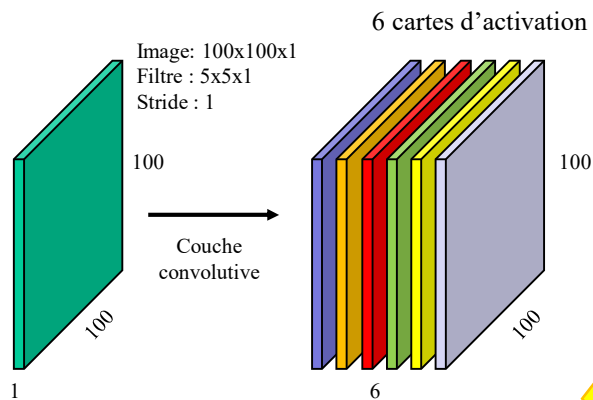 6 cartes d’activation
Image: 100x100x1
Filtre : 5x5x1
Stride : 1
100
100
Couche
convolutive
100
100
1
6